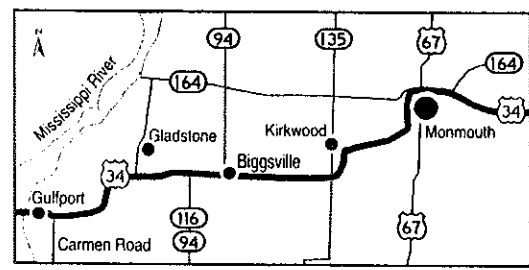 N
94
135
67
164
Mississippi River
164
34
Gladstone
Kirkwood
Monmouth
34
Biggsville
Gulfport
116
94
67
Carmen Road